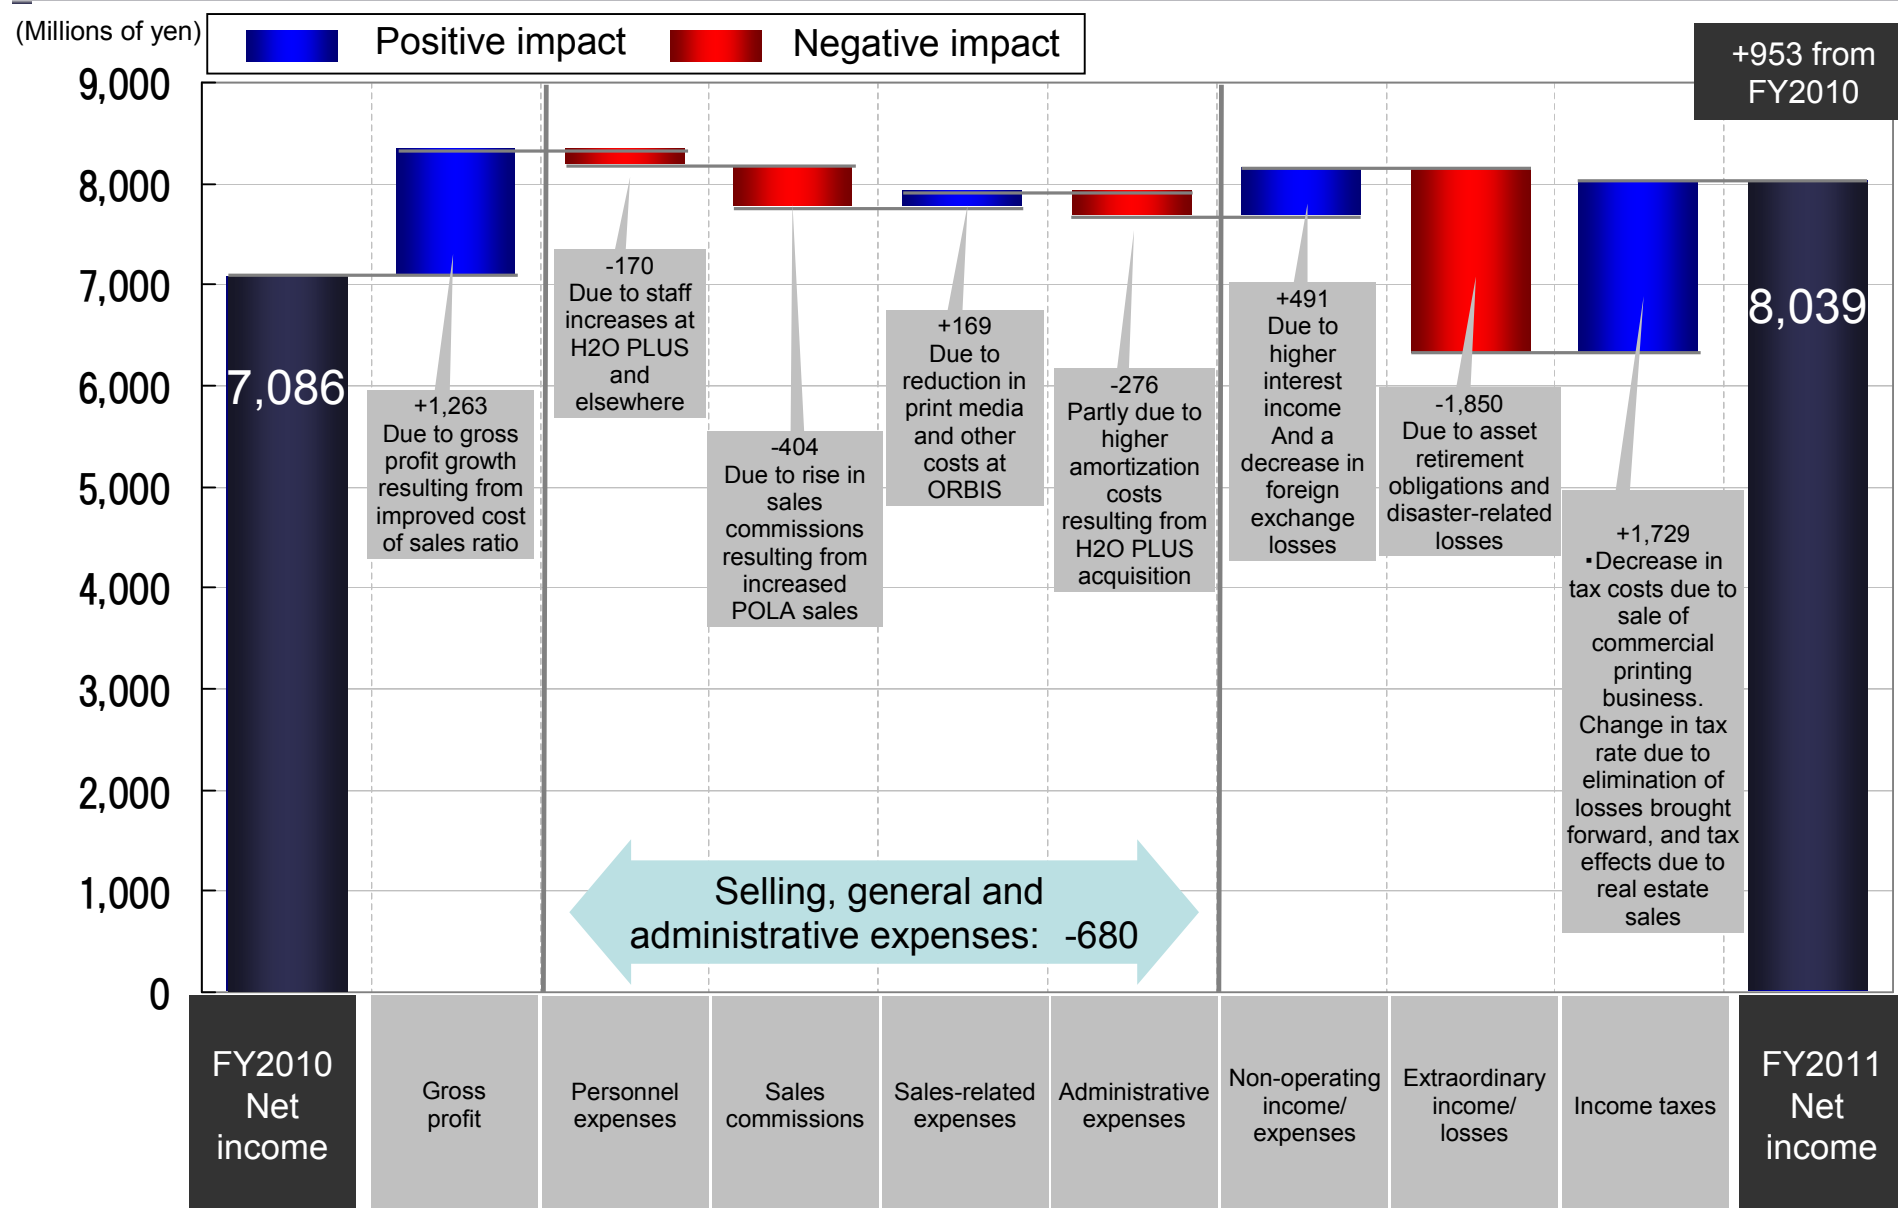 (Millions of yen)
Positive impact
Negative impact
+953 from
FY2010
9,000
8,000
7,000
6,000
5,000
4,000
3,000
2,000
1,000
0
7,086
+1,263
Due to gross
profit growth
resulting from
improved cost
of sales ratio
-170
Due to staff
increases at
H2O PLUS
and
elsewhere
-404
Due to rise in
sales
commissions
resulting from
increased
POLA sales
+169
Due to
reduction in
print media
and other
costs at
ORBIS
-276
Partly due to
higher
amortization
costs
resulting from
H2O PLUS
acquisition
+491
Due to
higher
interest
income
And a
decrease in
foreign
exchange
losses
-1,850
Due to asset
retirement
obligations and
disaster-related
losses
+1,729
・Decrease in
tax costs due to
sale of
commercial
printing
business.
Change in tax
rate due to
elimination of
losses brought
forward, and tax
effects due to
real estate
sales
8,039
Selling, general and
administrative expenses: -680
FY2010
Net
income
Gross
profit
Personnel
expenses
Sales
commissions
Sales-related
expenses
Administrative
expenses
Non-operating
income/
expenses
Extraordinary
income/
losses
Income taxes
FY2011
Net
income